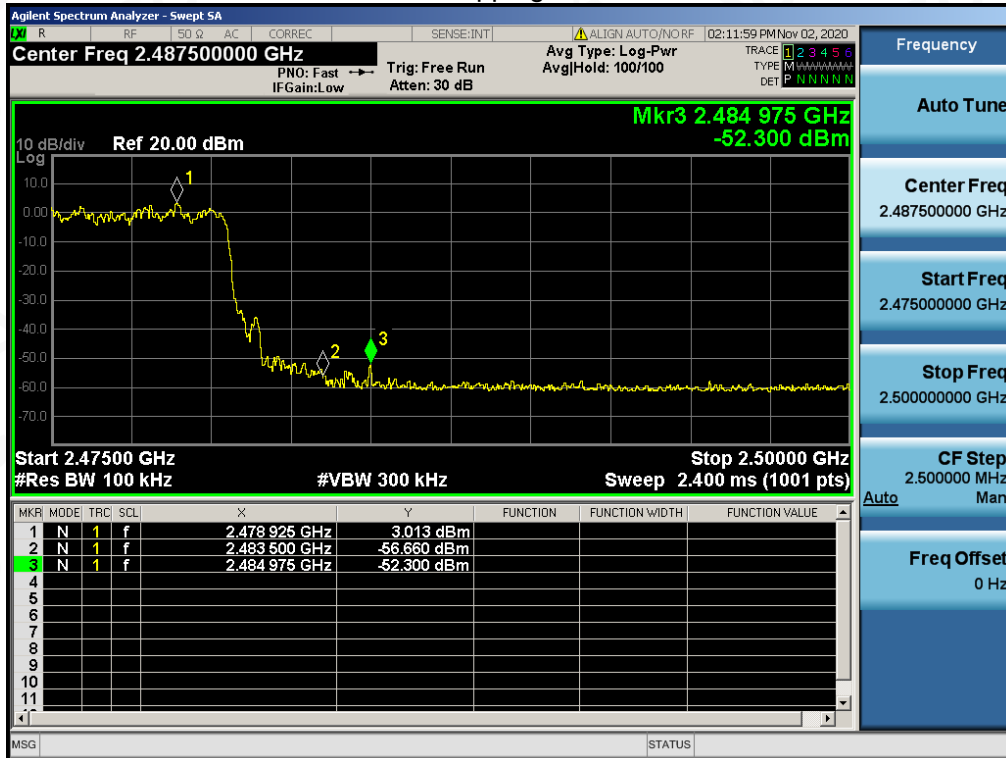 Agilent Spectrum Analyzer - Swept SA
LXI R RF 50 Ω AC CORREC SENSE:INT ALIGN AUTO/NO RF 02:11:59 PM Nov 02, 2020
Center Freq 2.487500000 GHz
PNO: Fast
IFGain:Low
Trig: Free Run
Atten: 30 dB
Avg Type: Log-Pwr
Avg|Hold: 100/100
TRACE 1 2 3 4 5 6
TYPE M WWWWW
DET P N N N N N
Mkr3 2.484 975 GHz
-52.300 dBm
10 dB/div Ref 20.00 dBm
Log
10.0
0.00
-10.0
-20.0
-30.0
-40.0
-50.0
-60.0
-70.0
1
2
3
Start 2.47500 GHz Stop 2.50000 GHz
#Res BW 100 kHz #VBW 300 kHz Sweep 2.400 ms (1001 pts)
MKR MODE TRC SCL X Y FUNCTION FUNCTION WIDTH FUNCTION VALUE
1 N 1 f 2.478 925 GHz 3.013 dBm
2 N 1 f 2.483 500 GHz -56.660 dBm
3 N 1 f 2.484 975 GHz -52.300 dBm
4
5
6
7
8
9
10
11
MSG STATUS
Frequency
Auto Tune
Center Freq
2.487500000 GHz
Start Freq
2.475000000 GHz
Stop Freq
2.500000000 GHz
CF Step
2.500000 MHz
Auto Man
Freq Offset
0 Hz